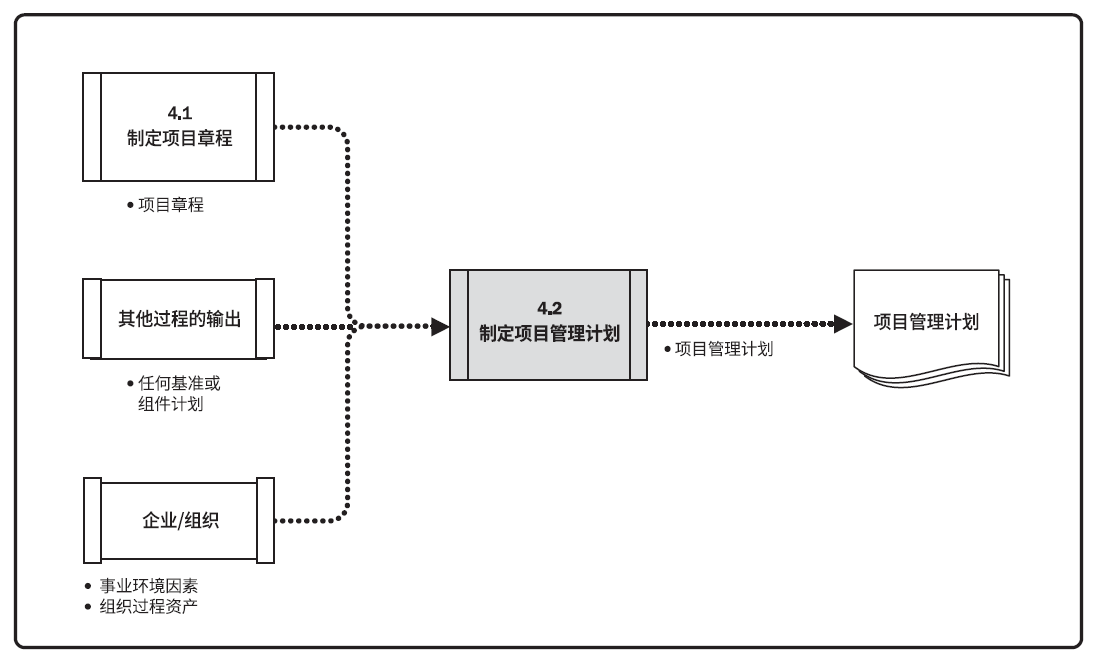 4.1
制定项目章程
• 项目章程
其他过程的输出
• 任何基准或
组件计划
企业/组织
• 事业环境因素
• 组织过程资产
4.2
制定项目管理计划
• 项目管理计划
项目管理计划